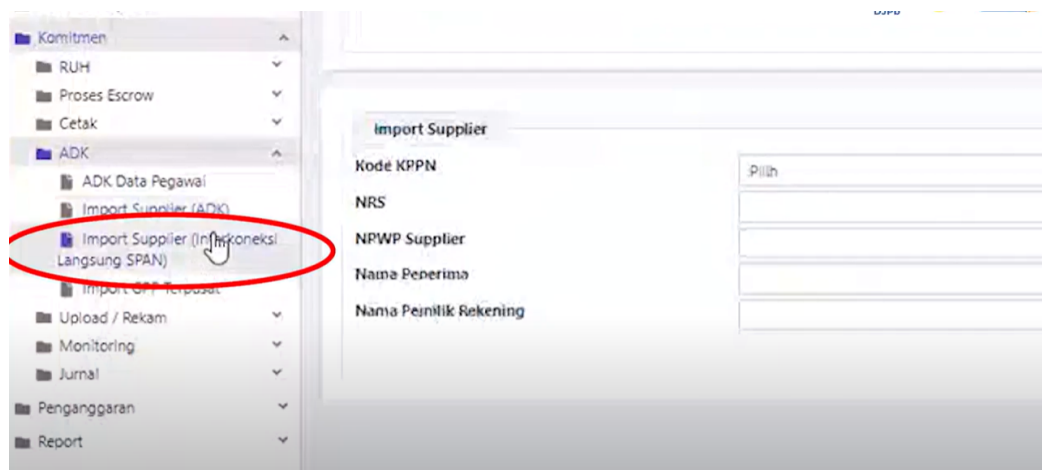 Komitmen
RUH
Proses Escrow
Cetak
ADK
ADK Data Pegawai
Import Supplier (ADK)
Import Supplier (Interkoneksi
Langsung SPAN)
Import GPP Terpusat
Upload / Rekam
Monitoring
Jurnal
Penganggaran
Report
Import Supplier
Kode KPPN
Pilih
NRS
NPWP Supplier
Nama Penerima
Nama Pemilik Rekening